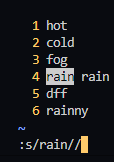 1 hot
2 cold
3 fog
4 rain rain
5 dff
6 rainny
~
:s/rain//